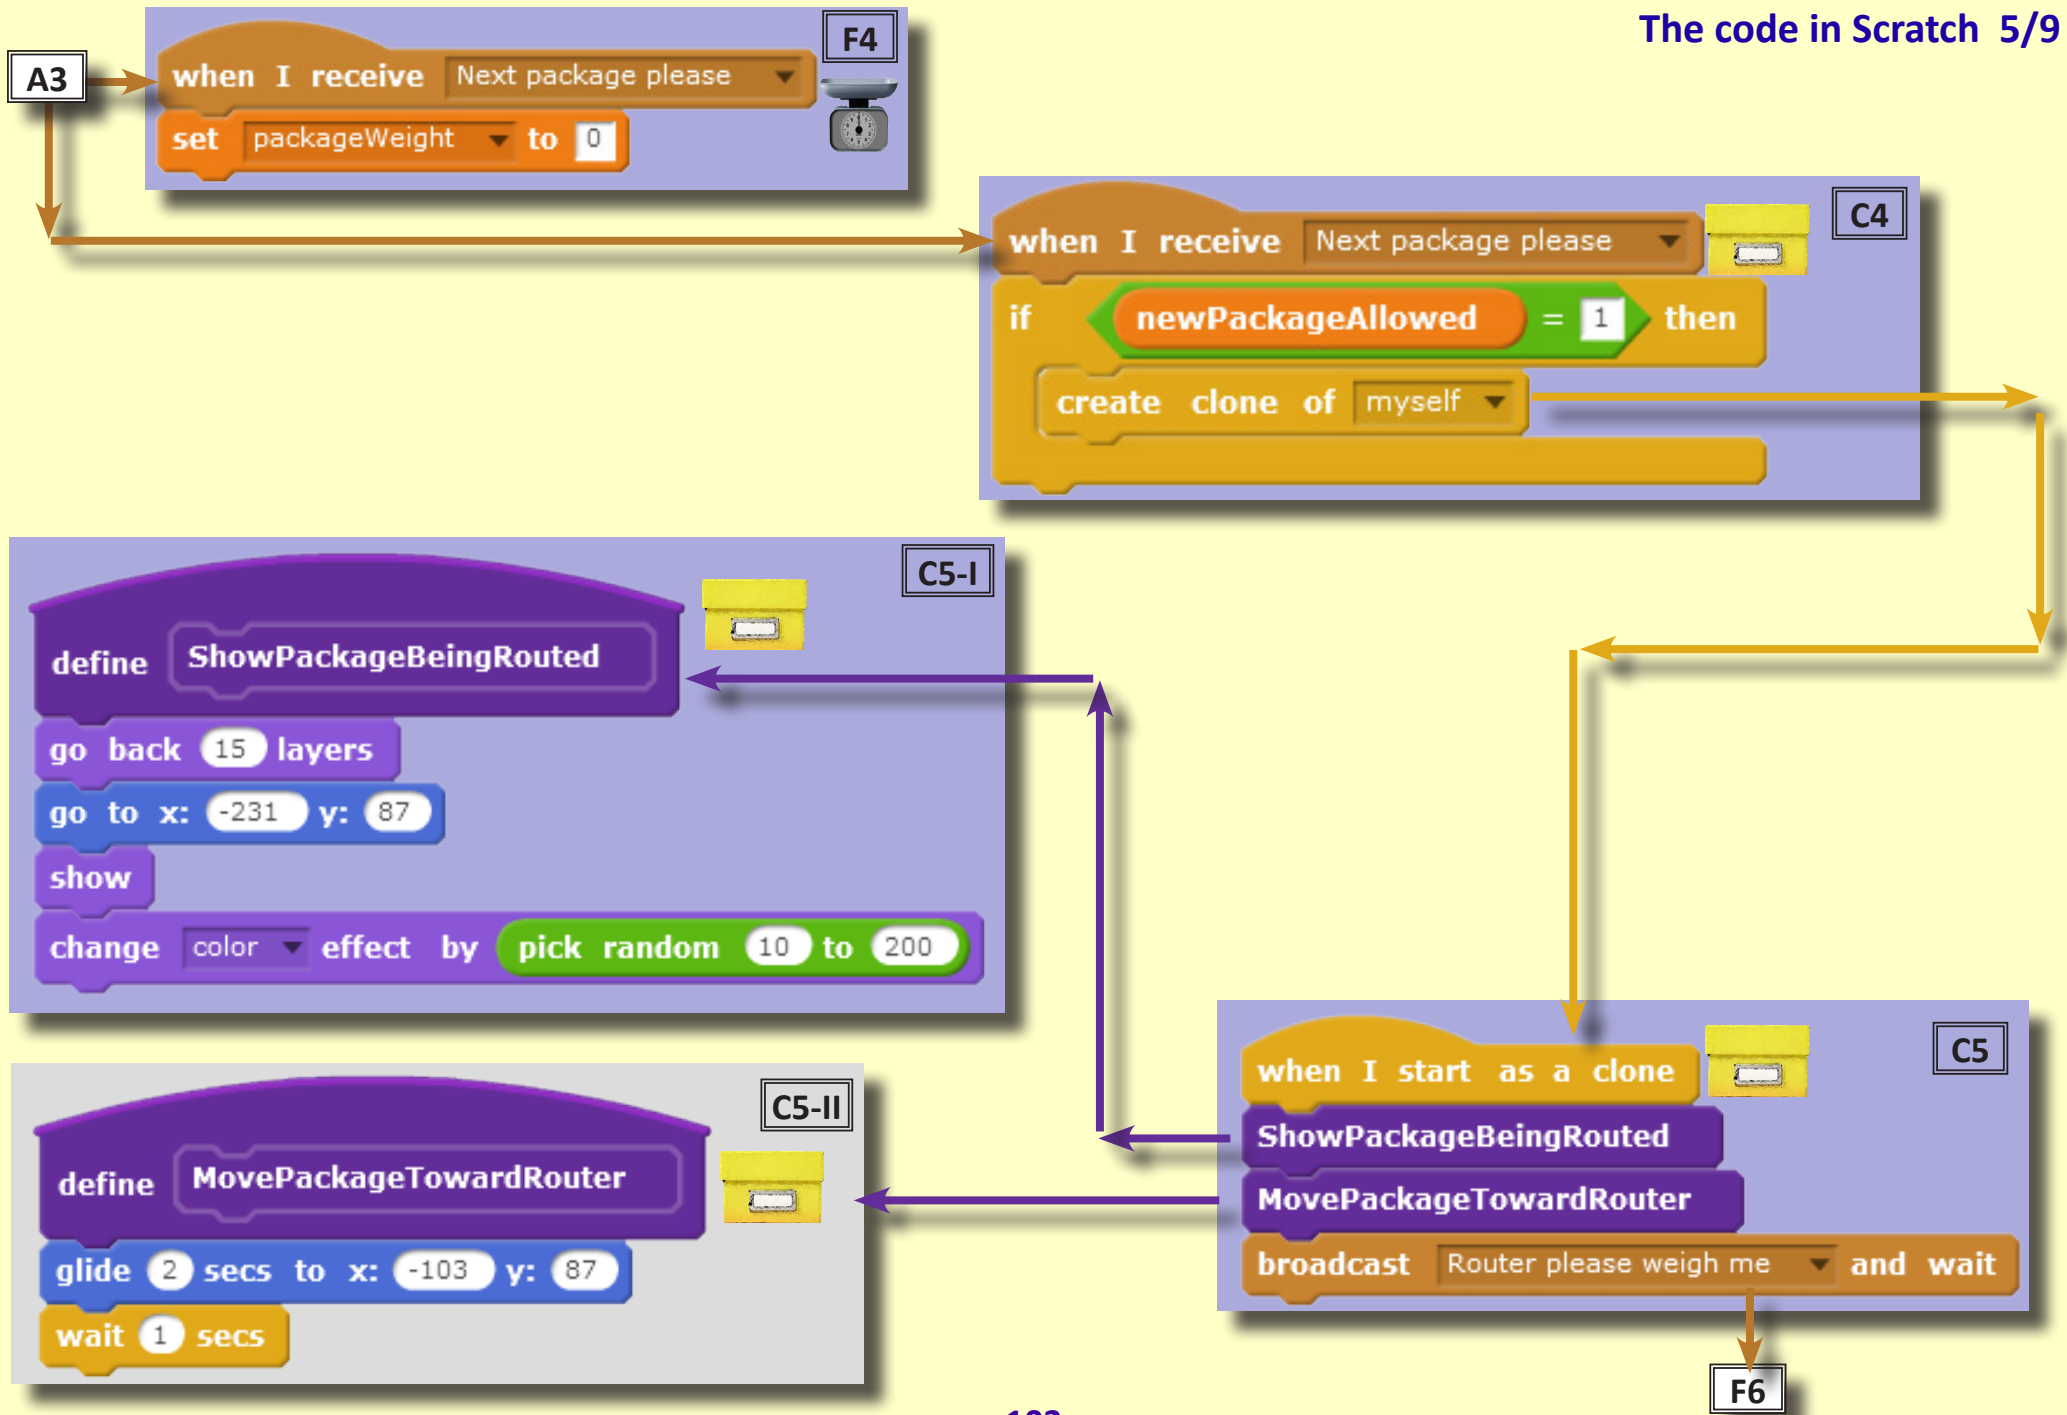 The code in Scratch 5/9
A3
F4
when I receive Next package please
set packageWeight to 0
C4
when I receive Next package please
if newPackageAllowed = 1 then
create clone of myself
C5-I
define ShowPackageBeingRouted
go back 15 layers
go to x: -231 y: 87
show
change color effect by pick random 10 to 200
C5-II
define MovePackageTowardRouter
glide 2 secs to x: -103 y: 87
wait 1 secs
C5
when I start as a clone
ShowPackageBeingRouted
MovePackageTowardRouter
broadcast Router please weigh me and wait
F6